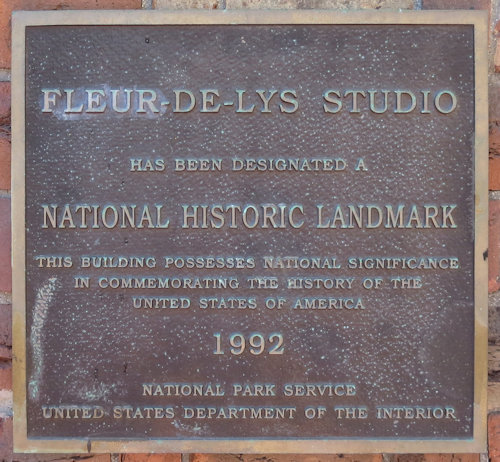 FLEUR-DE-LYS STUDIO
HAS BEEN DESIGNATED A
NATIONAL HISTORIC LANDMARK
THIS BUILDING POSSESSES NATIONAL SIGNIFICANCE
IN COMMEMORATING THE HISTORY OF THE
UNITED STATES OF AMERICA
1992
NATIONAL PARK SERVICE
UNITED STATES DEPARTMENT OF THE INTERIOR